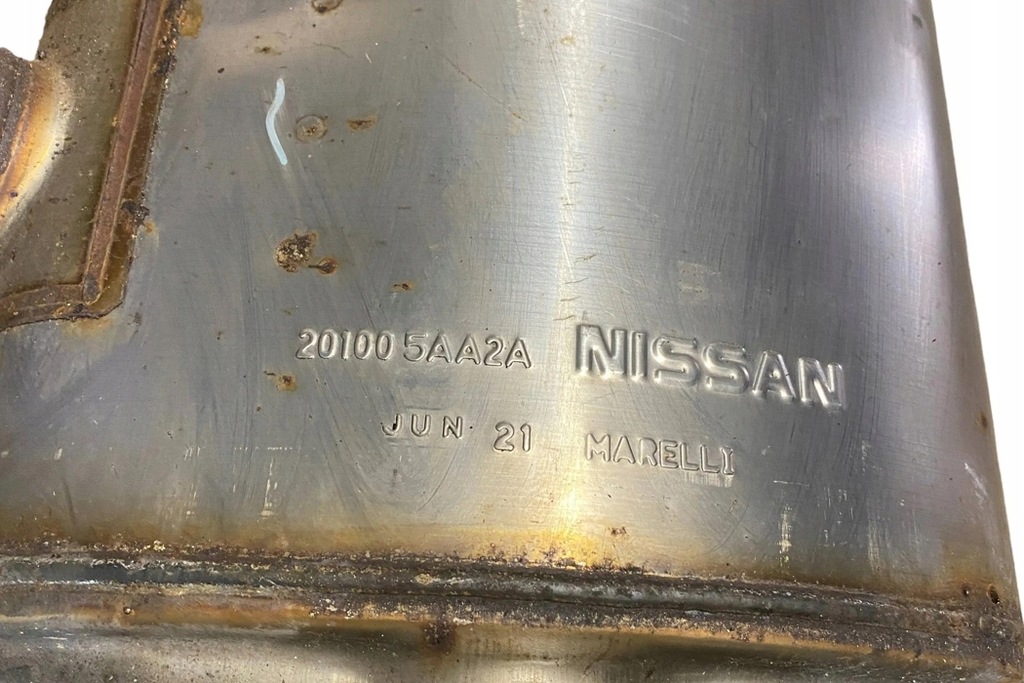 20100 5AA2A NISSAN
JUN 21 MARELLI